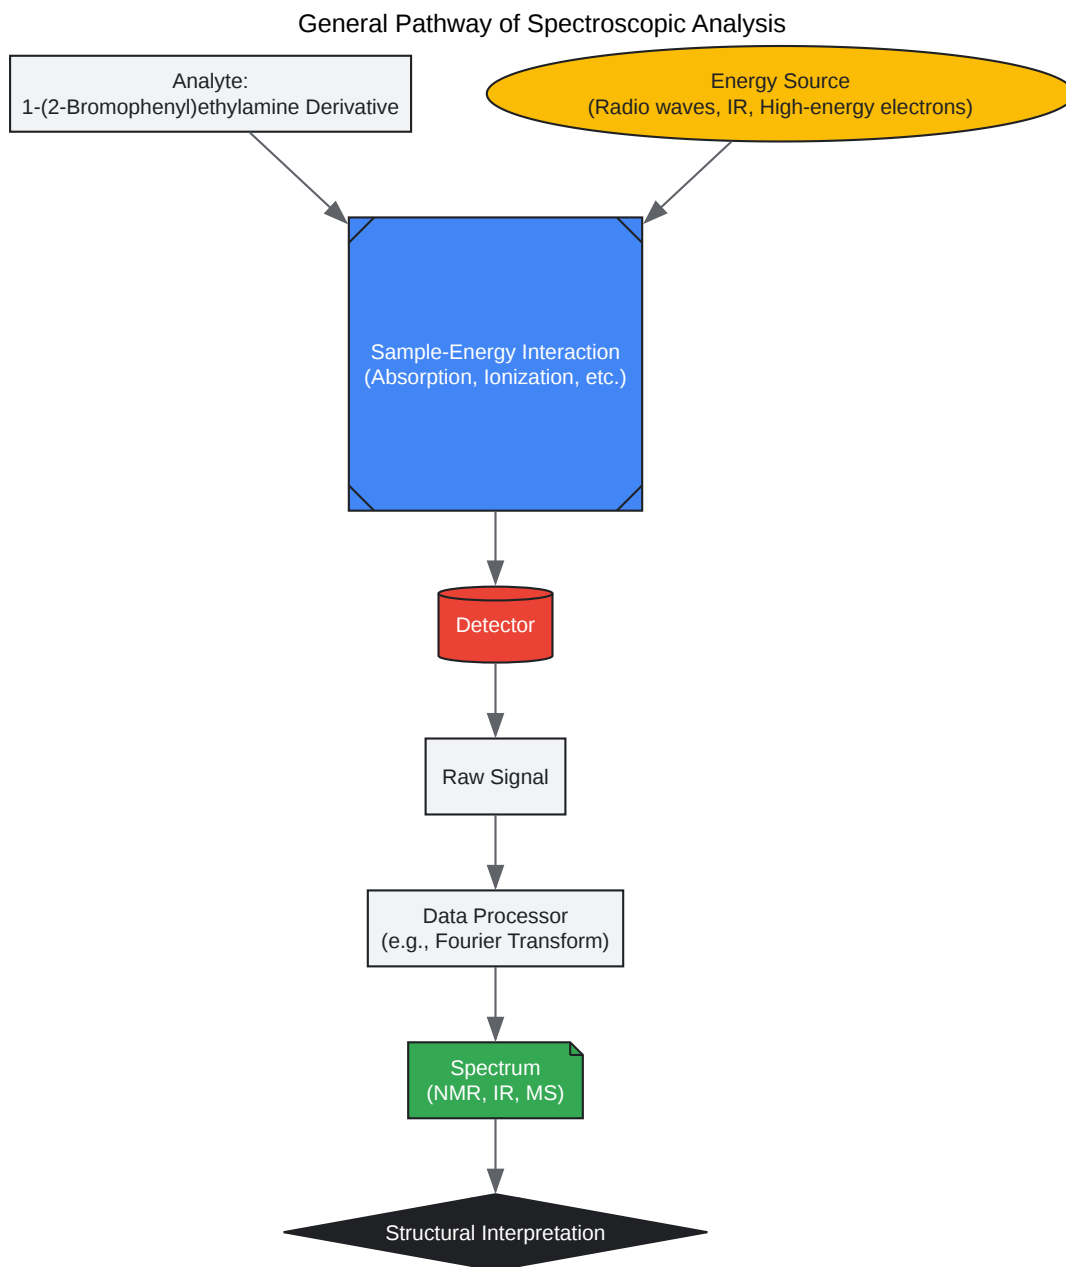 General Pathway of Spectroscopic Analysis
Analyte:
1-(2-Bromophenyl)ethylamine Derivative
Energy Source
(Radio waves, IR, High-energy electrons)
Sample-Energy Interaction
(Absorption, Ionization, etc.)
Detector
Raw Signal
Data Processor
(e.g., Fourier Transform)
Spectrum
(NMR, IR, MS)
Structural Interpretation